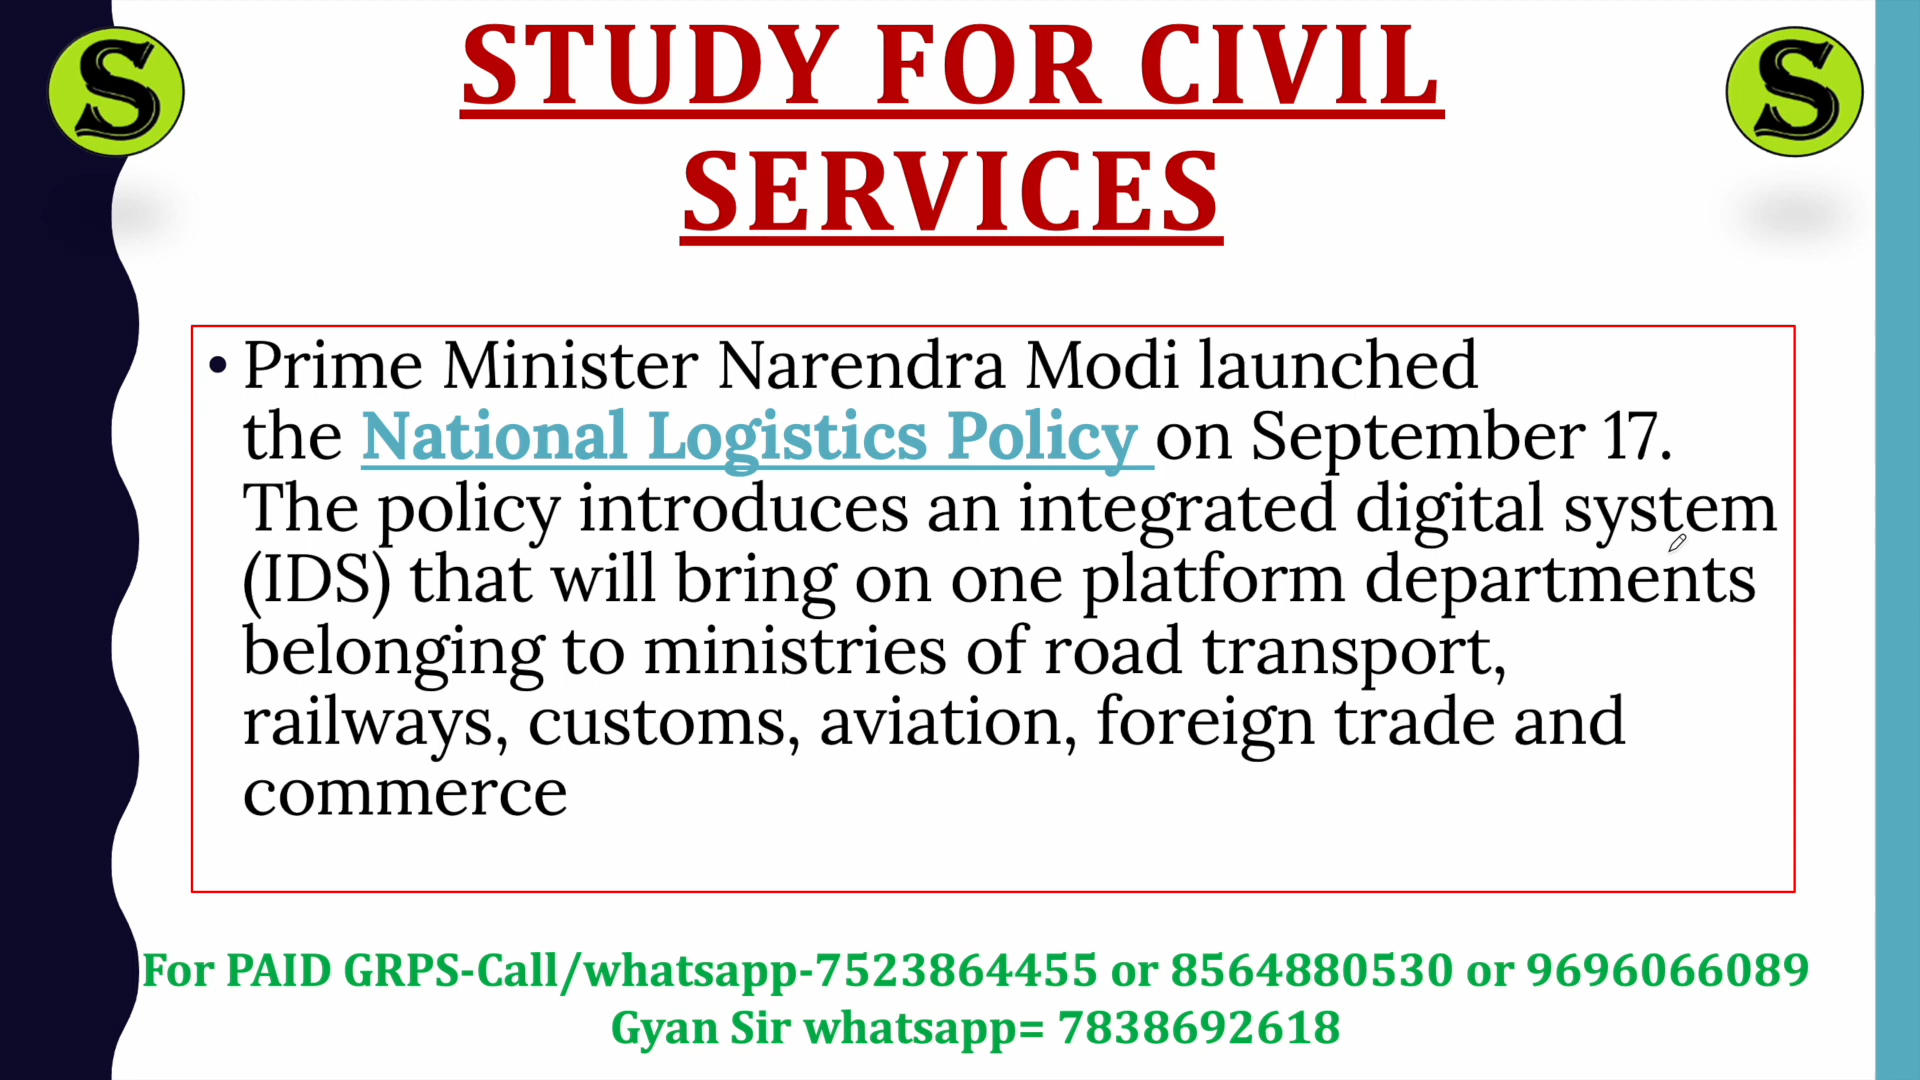 S
S
STUDY FOR CIVIL
SERVICES
• Prime Minister Narendra Modi launched
the National Logistics Policy on September 17.
The policy introduces an integrated digital system
(IDS) that will bring on one platform departments
belonging to ministries of road transport,
railways, customs, aviation, foreign trade and
commerce
For PAID GRPS-Call/whatsapp-7523864455 or 8564880530 or 9696066089
Gyan Sir whatsapp= 7838692618